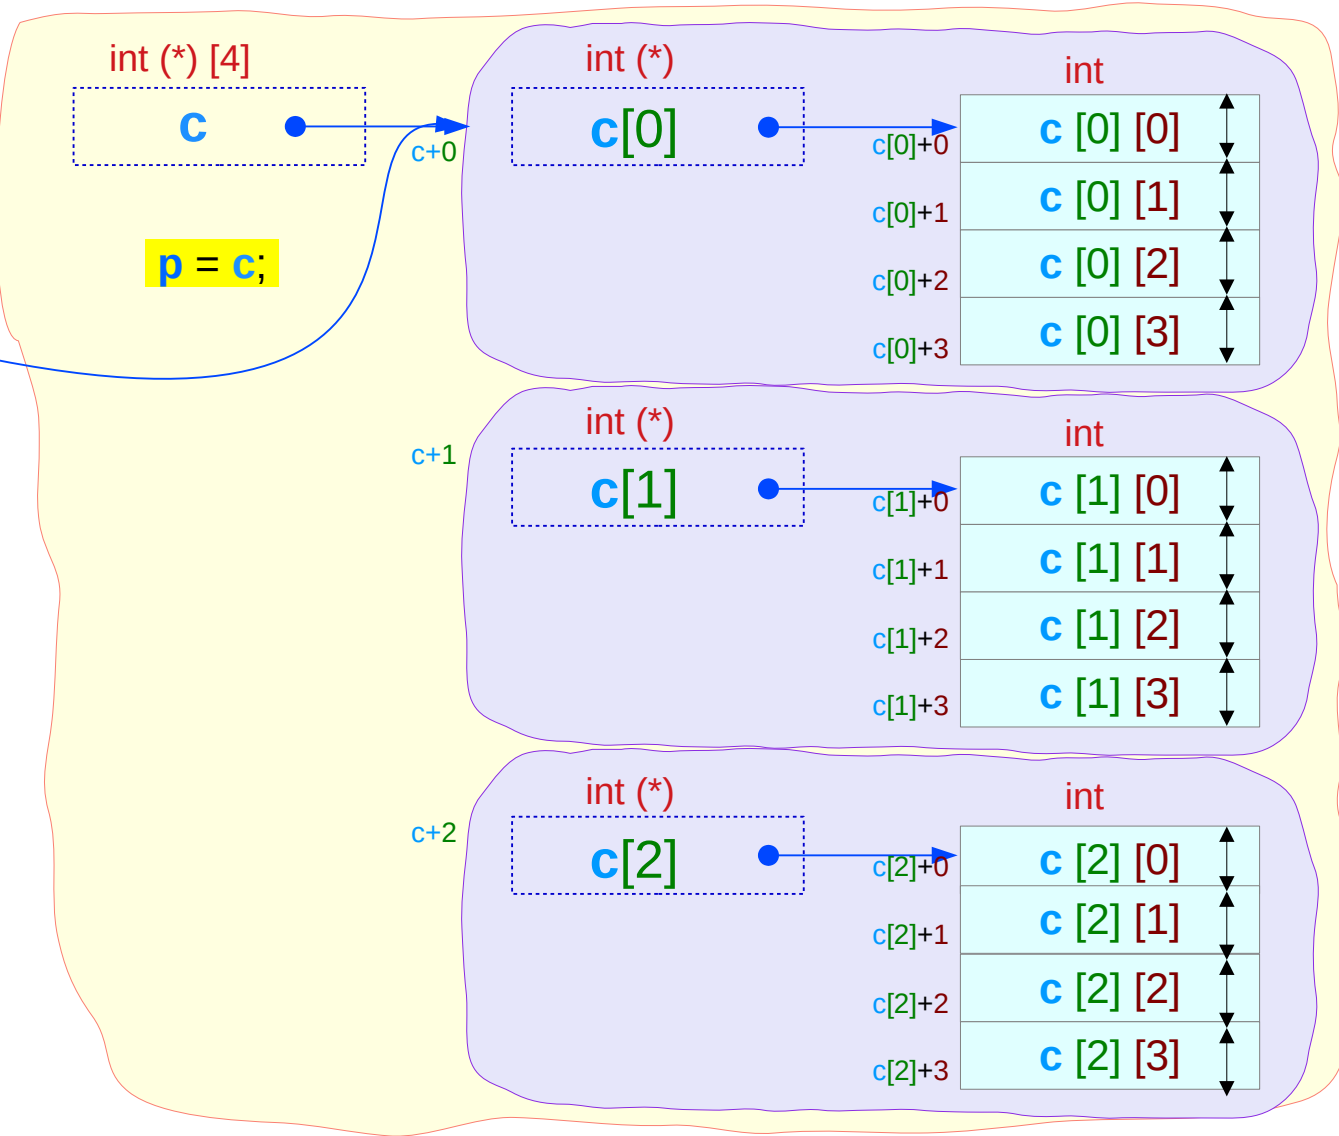 int (*) [4]
c
c+0
p = c;
int (*)
c[0]
int
c[0]+0
c [0] [0]
c[0]+1
c [0] [1]
c[0]+2
c [0] [2]
c[0]+3
c [0] [3]
c+1
int (*)
c[1]
int
c[1]+0
c [1] [0]
c[1]+1
c [1] [1]
c[1]+2
c [1] [2]
c[1]+3
c [1] [3]
c+2
int (*)
c[2]
int
c[2]+0
c [2] [0]
c[2]+1
c [2] [1]
c[2]+2
c [2] [2]
c[2]+3
c [2] [3]